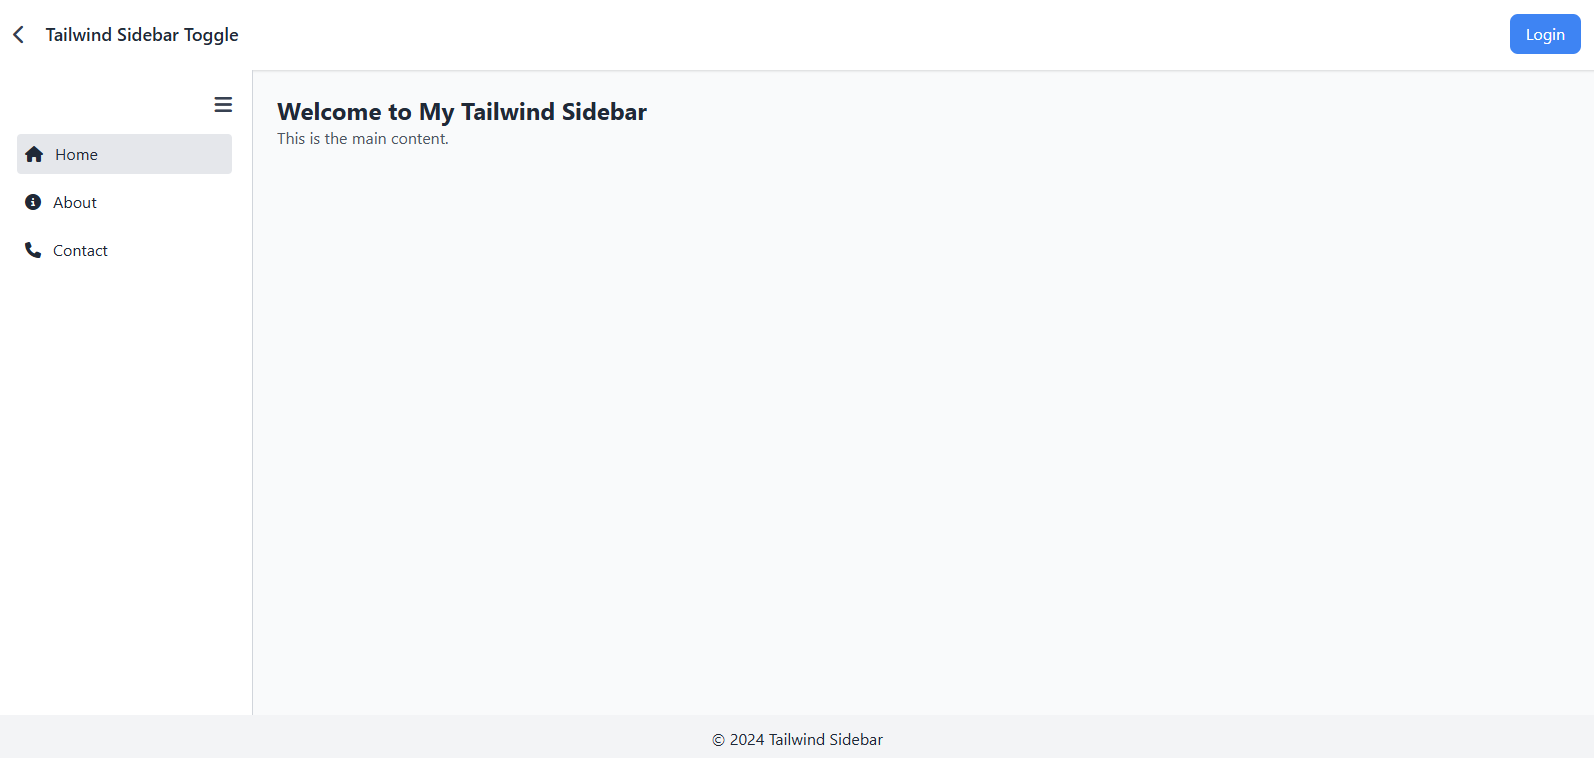 Tailwind Sidebar Toggle
Login
Home
About
Contact
Welcome to My Tailwind Sidebar
This is the main content.
© 2024 Tailwind Sidebar